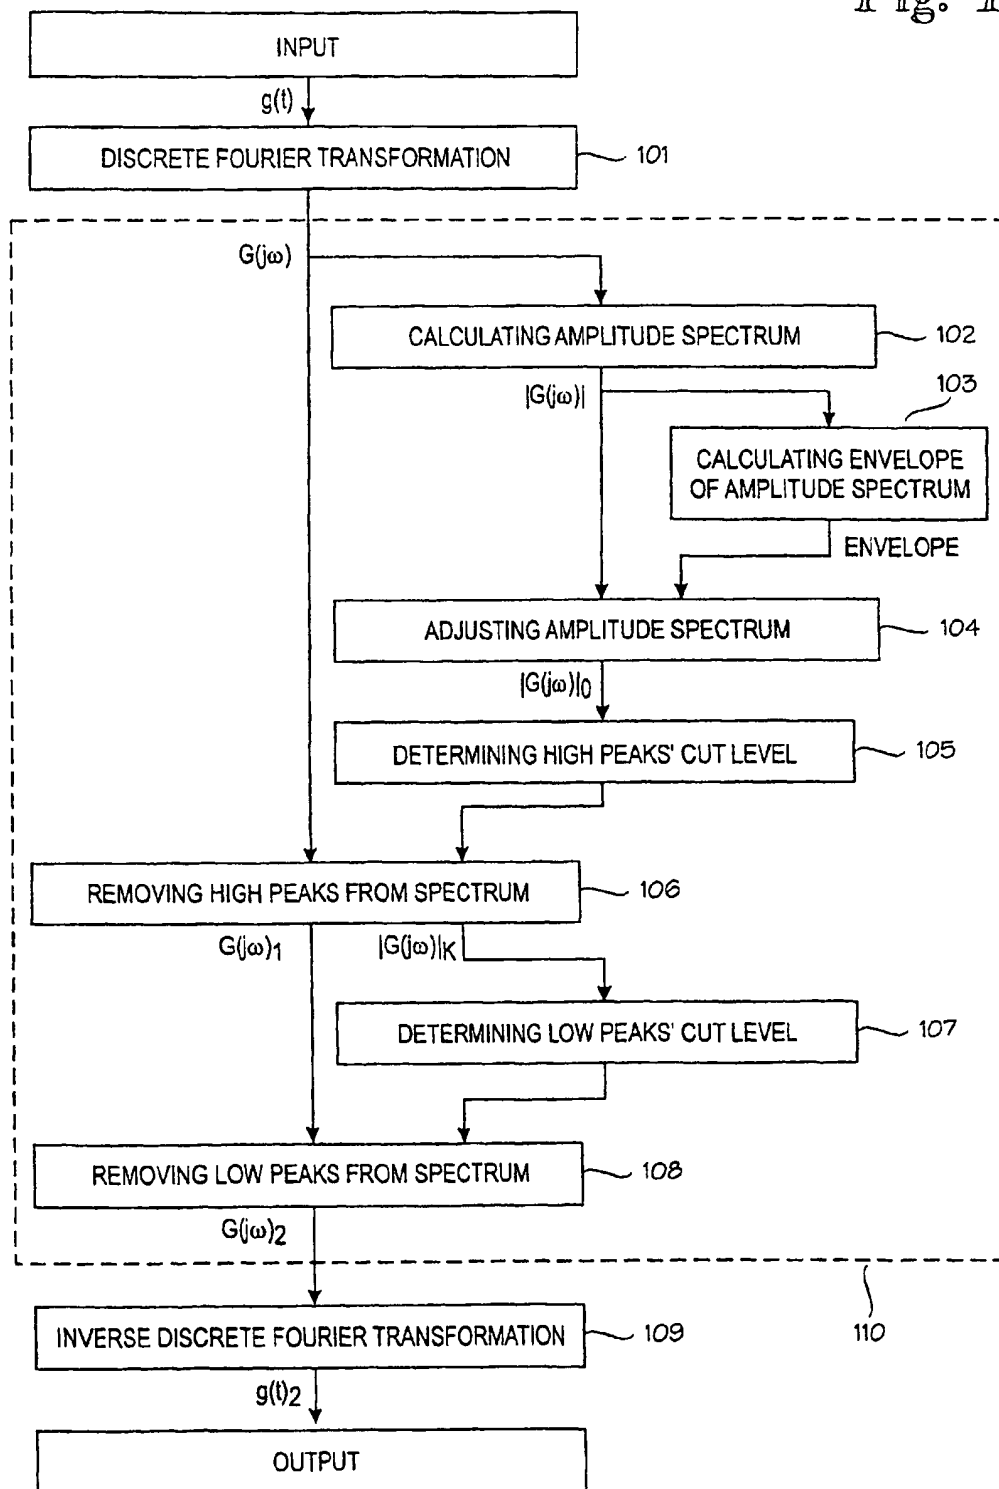 Fig. 1
INPUT
g(t)
DISCRETE FOURIER TRANSFORMATION
101
G(jω)
CALCULATING AMPLITUDE SPECTRUM
102
|G(jω)|
103
CALCULATING ENVELOPE
OF AMPLITUDE SPECTRUM
ENVELOPE
ADJUSTING AMPLITUDE SPECTRUM
104
|G(jω)|0
DETERMINING HIGH PEAKS' CUT LEVEL
105
REMOVING HIGH PEAKS FROM SPECTRUM
106
G(jω)1
|G(jω)|K
DETERMINING LOW PEAKS' CUT LEVEL
107
REMOVING LOW PEAKS FROM SPECTRUM
108
G(jω)2
INVERSE DISCRETE FOURIER TRANSFORMATION
109
110
g(t)2
OUTPUT